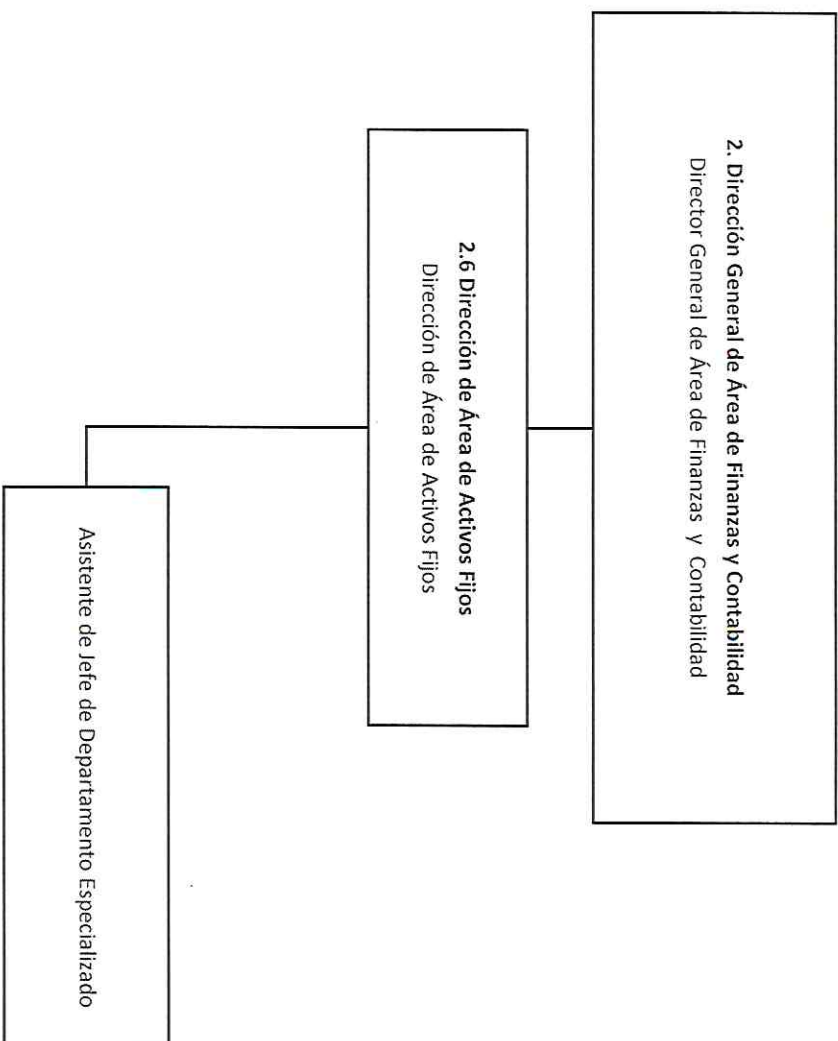 2. Dirección General de Área de Finanzas y Contabilidad
Director General de Área de Finanzas y Contabilidad
2.6 Dirección de Área de Activos Fijos
Dirección de Área de Activos Fijos
Asistente de Jefe de Departamento Especializado